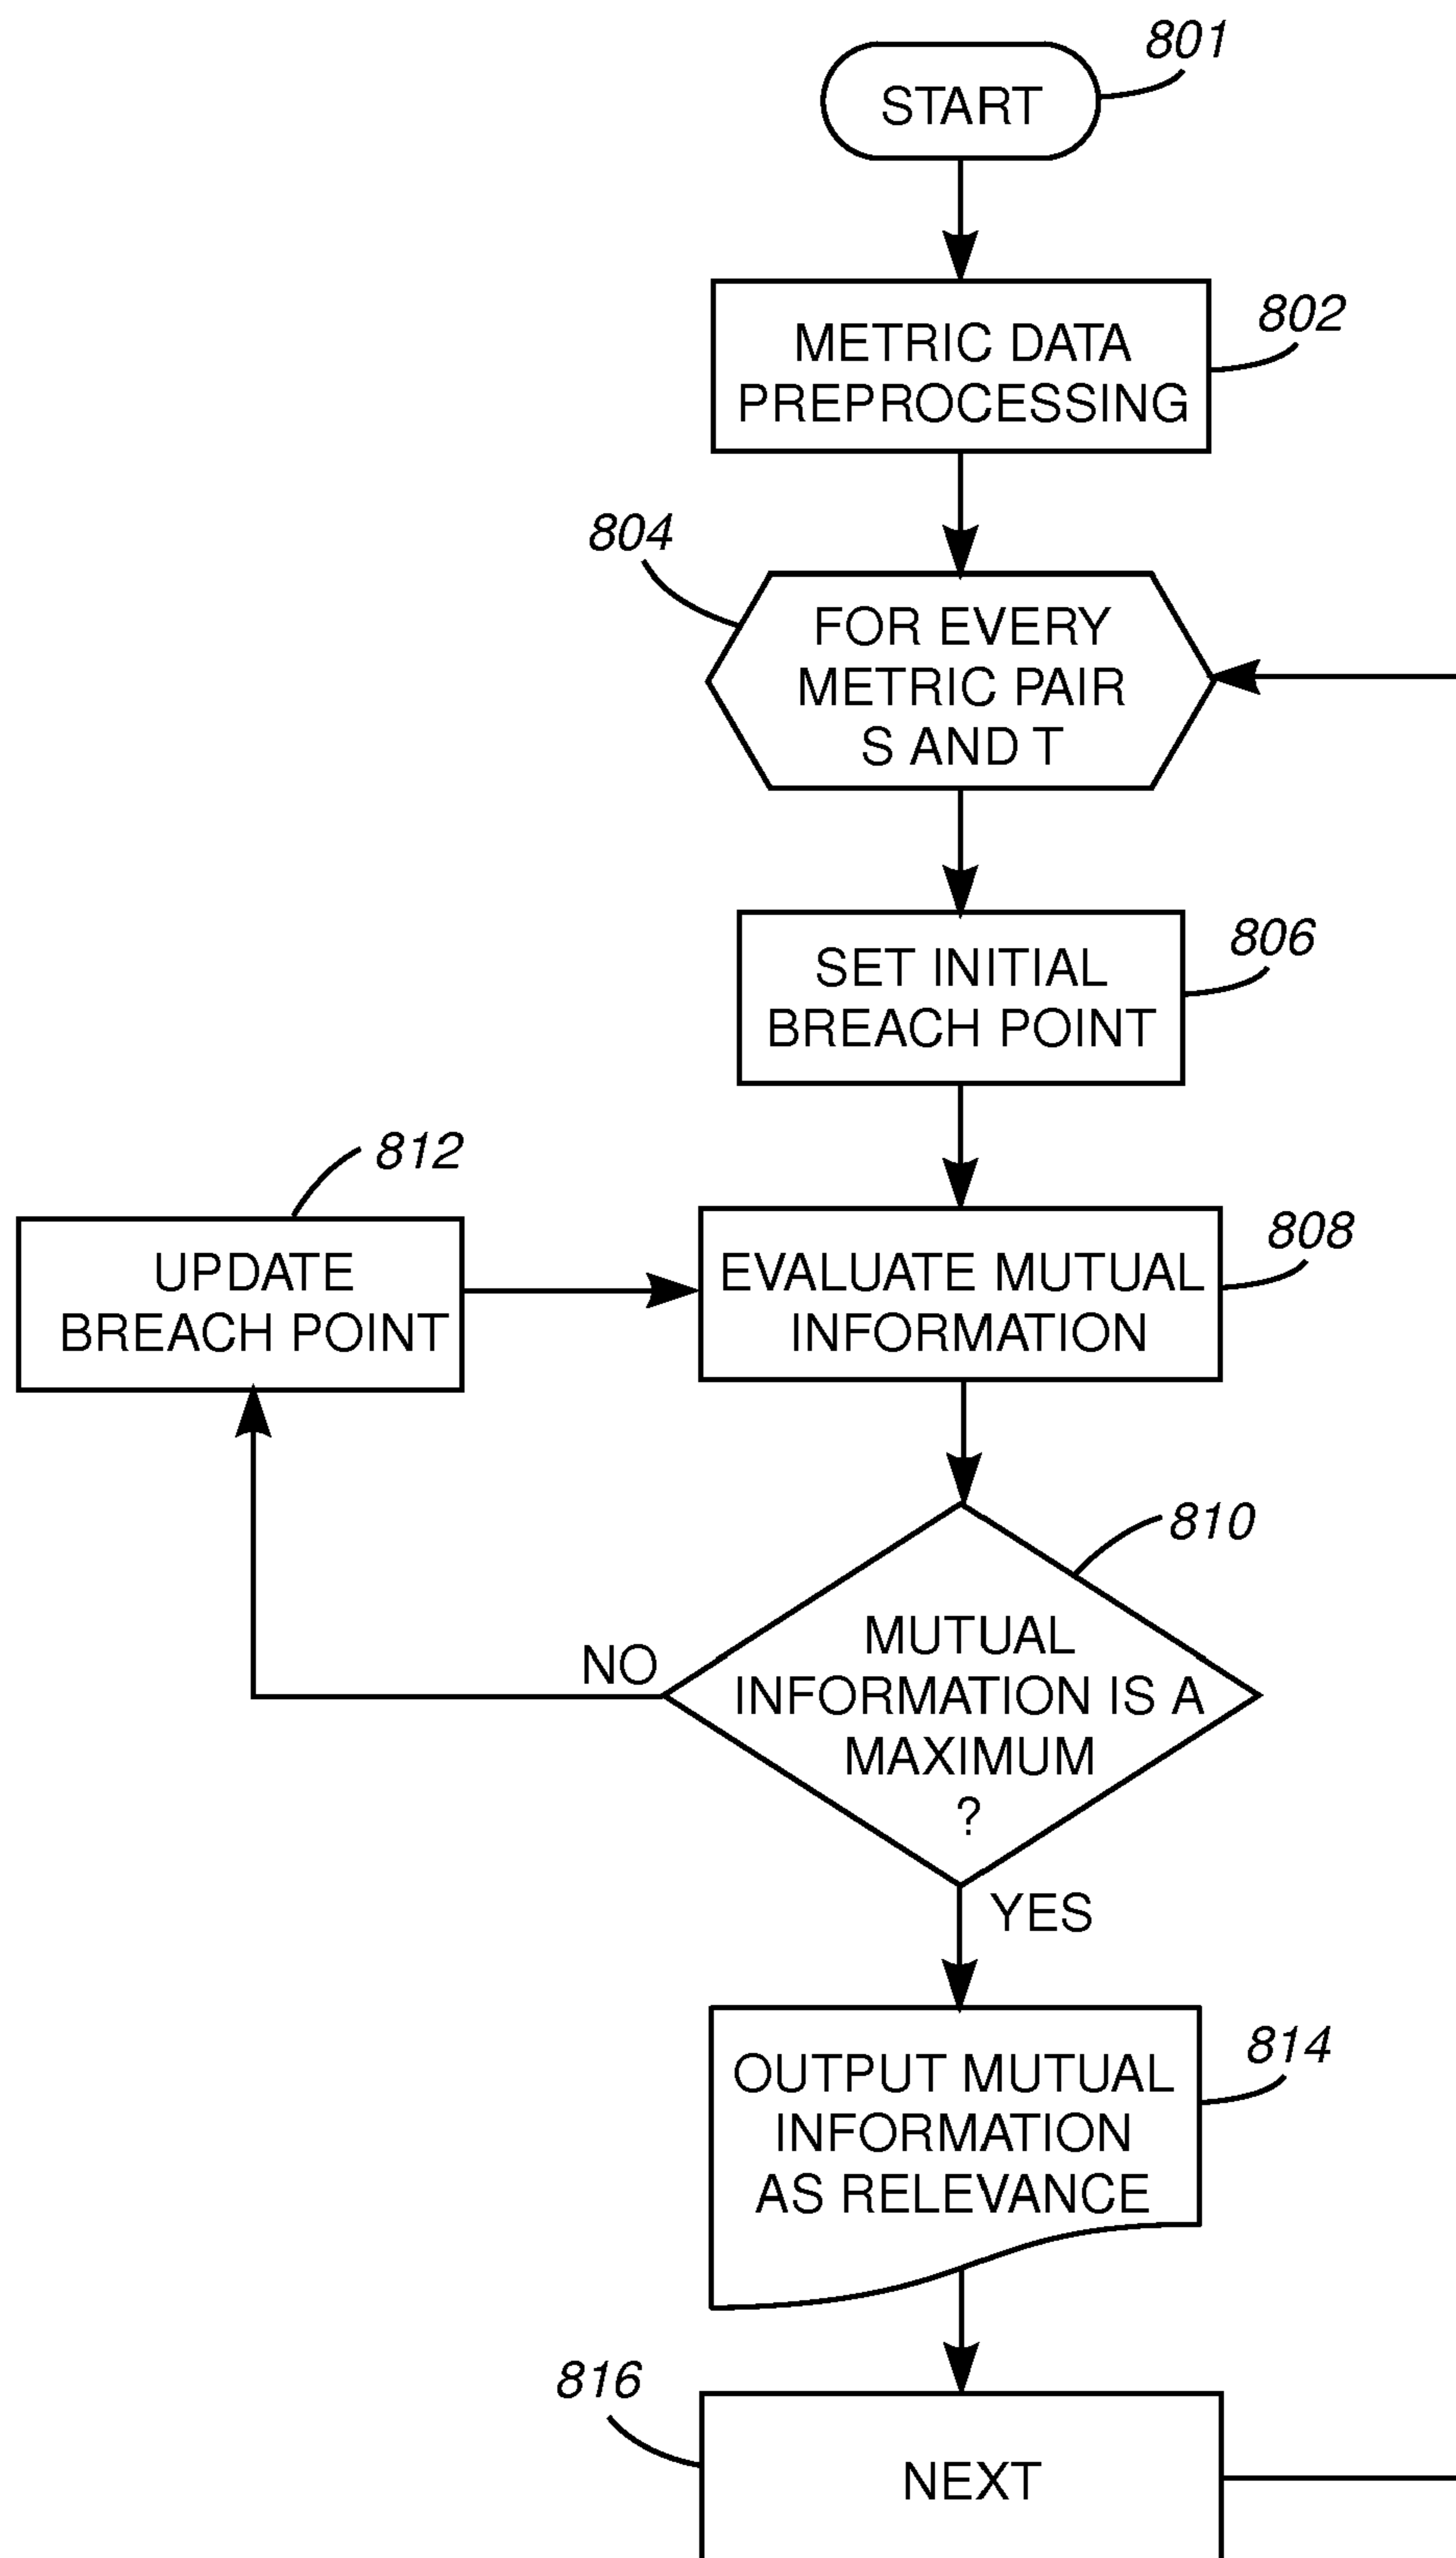 801
START
802
METRIC DATA
PREPROCESSING
804
FOR EVERY
METRIC PAIR
S AND T
806
SET INITIAL
BREACH POINT
812
UPDATE
BREACH POINT
808
EVALUATE MUTUAL
INFORMATION
810
MUTUAL
INFORMATION IS A
MAXIMUM
?
NO
YES
814
OUTPUT MUTUAL
INFORMATION
AS RELEVANCE
816
NEXT